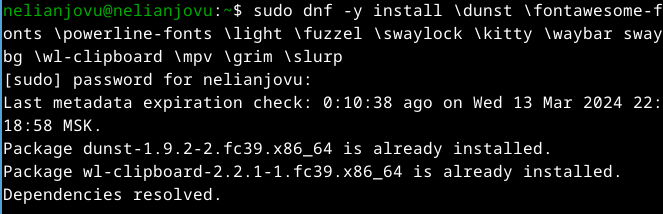 nelianjovu@nelianjovu:~$ sudo dnf -y install \dunst \fontawesome-f
onts \powerline-fonts \light \fuzzel \swaylock \kitty \waybar sway
bg \wl-clipboard \mpv \grim \slurp
[sudo] password for nelianjovu:
Last metadata expiration check: 0:10:38 ago on Wed 13 Mar 2024 22:
18:58 MSK.
Package dunst-1.9.2-2.fc39.x86_64 is already installed.
Package wl-clipboard-2.2.1-1.fc39.x86_64 is already installed.
Dependencies resolved.